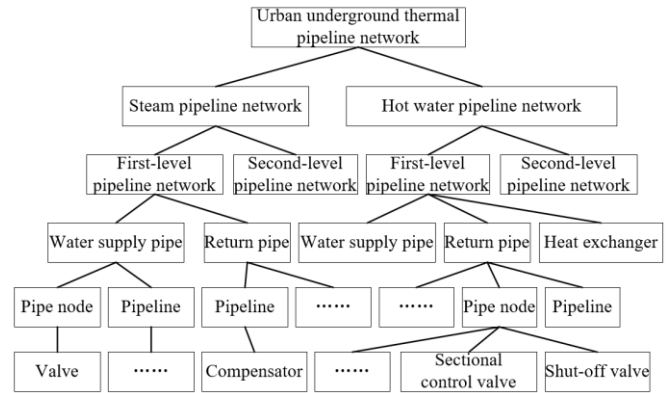 Urban underground thermal
pipeline network
Steam pipeline network
Hot water pipeline network
First-level
pipeline network
Second-level
pipeline network
First-level
pipeline network
Second-level
pipeline network
Water supply pipe
Return pipe
Water supply pipe
Return pipe
Heat exchanger
Pipe node
Pipeline
Pipeline
……
……
Pipe node
Pipeline
Valve
……
Compensator
……
Sectional
control valve
Shut-off valve